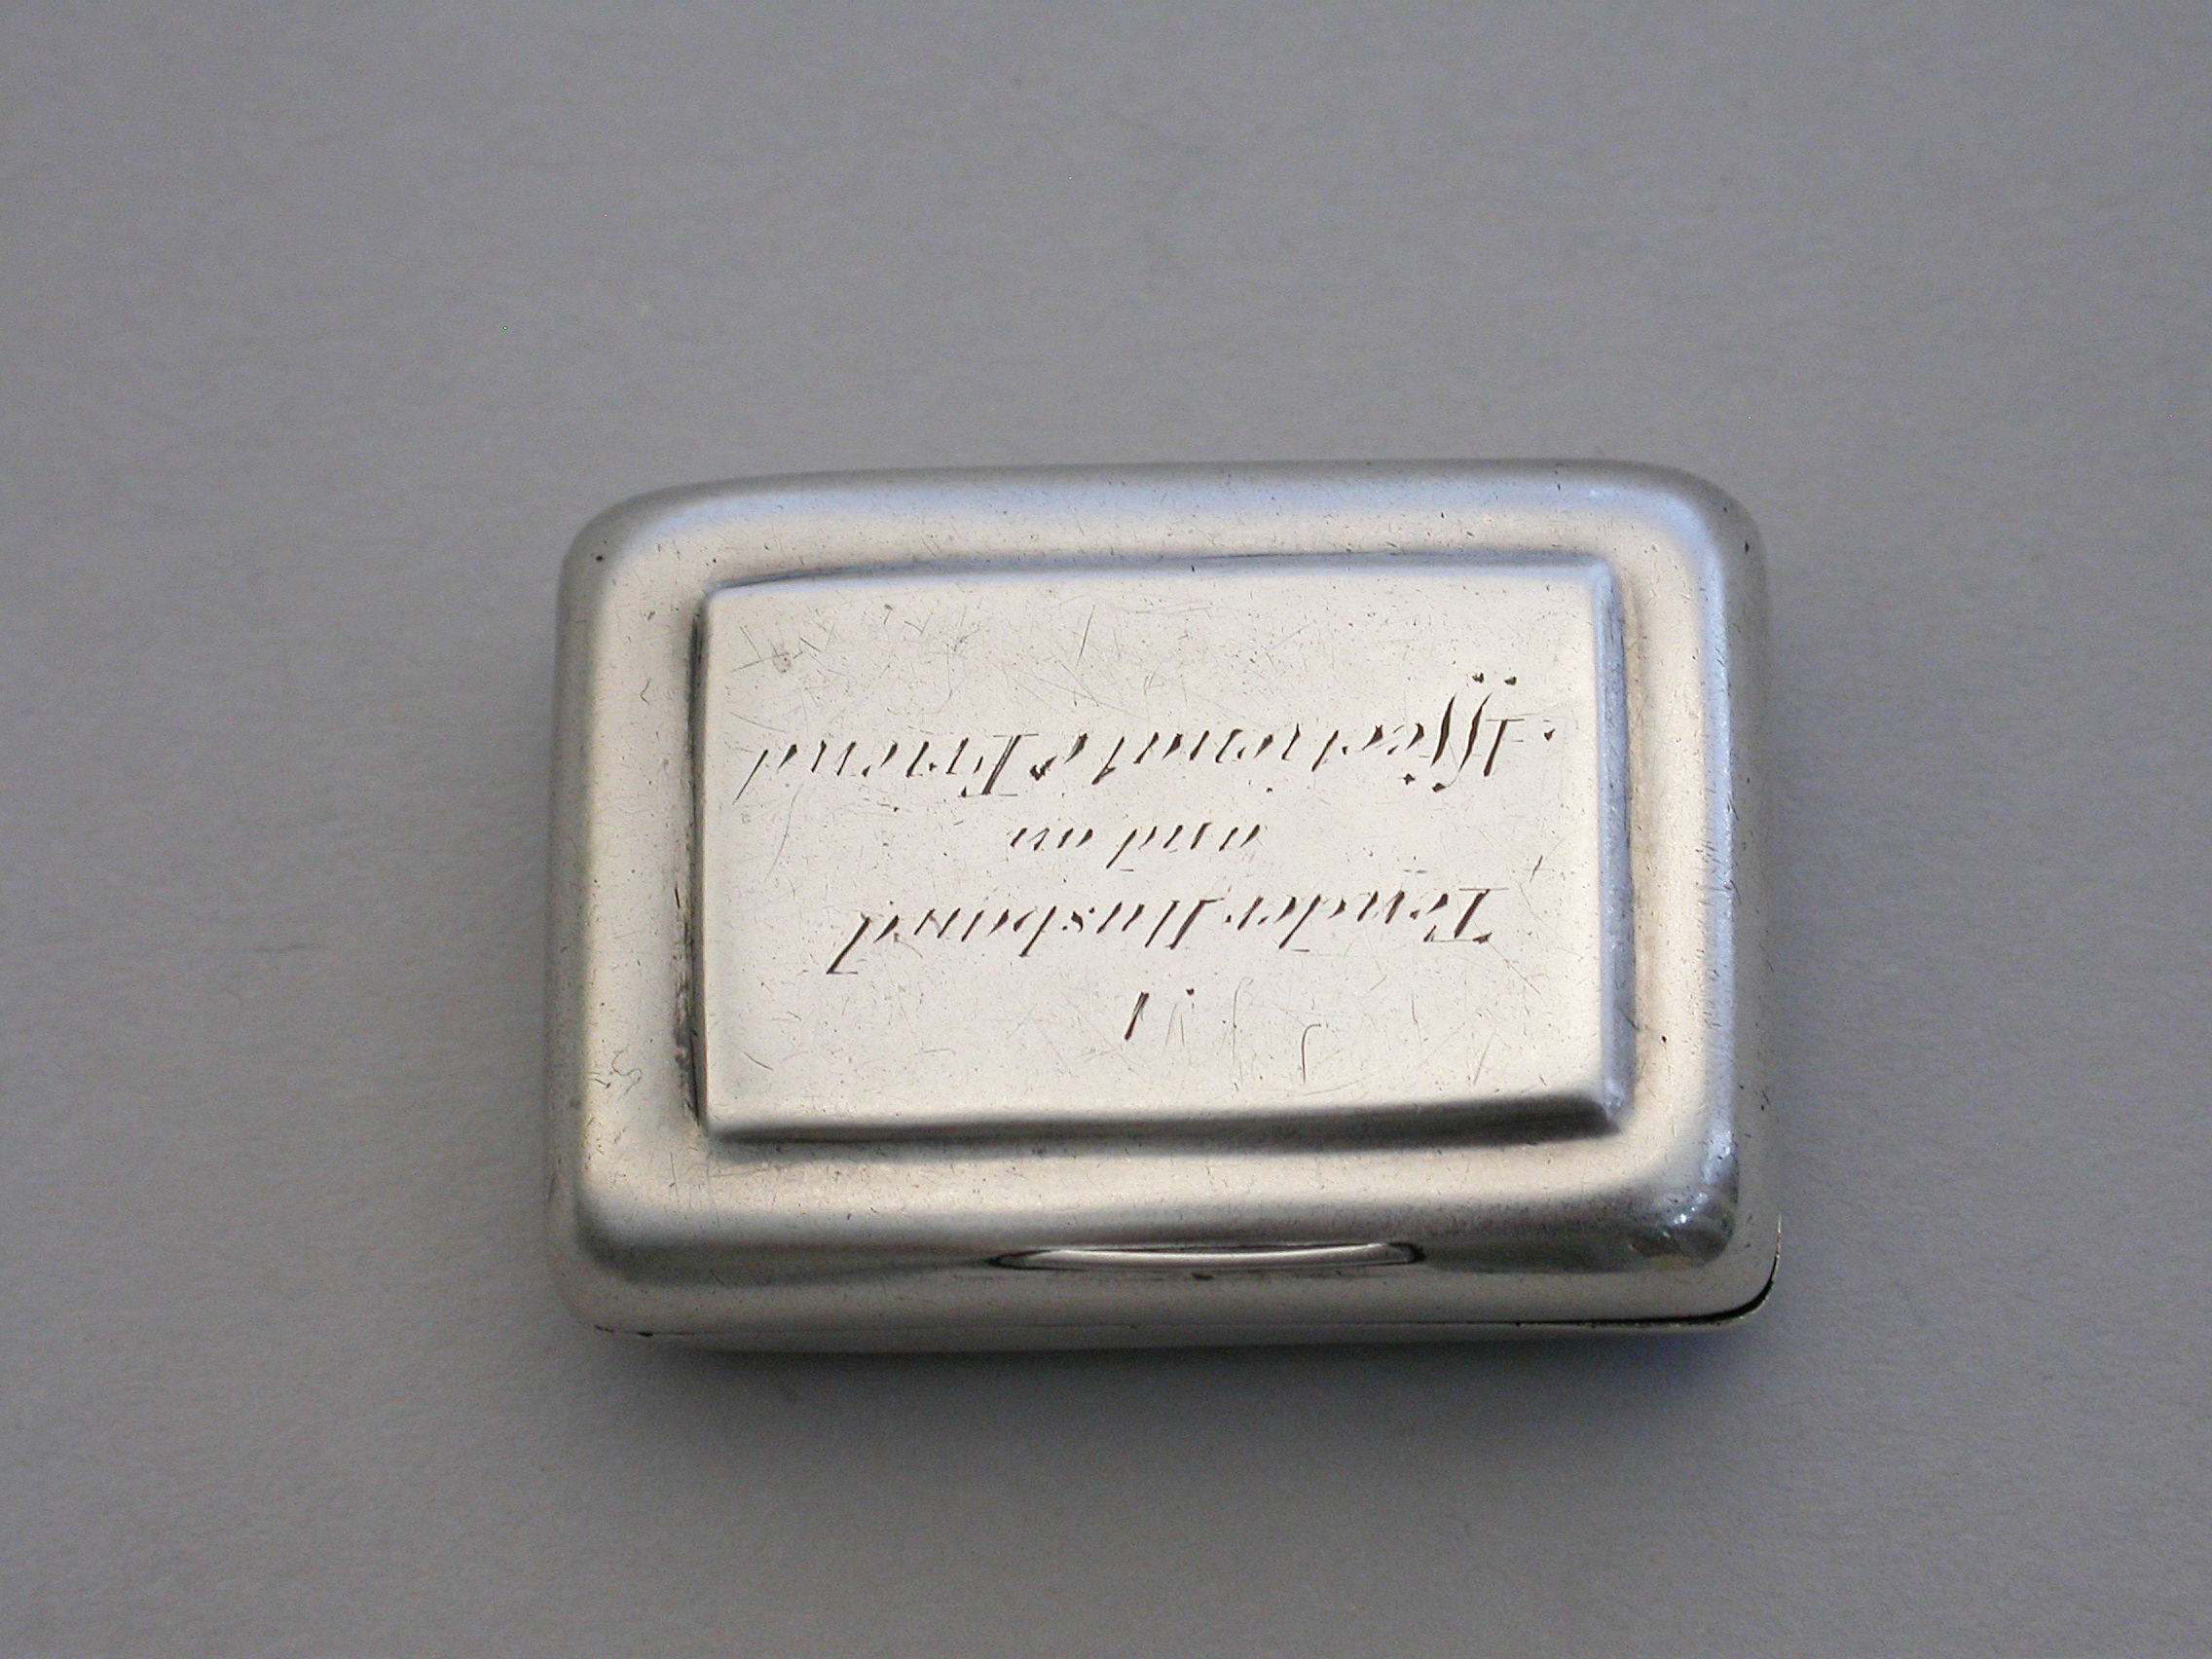 A
Tender Husband
and an
Affectionate Friend